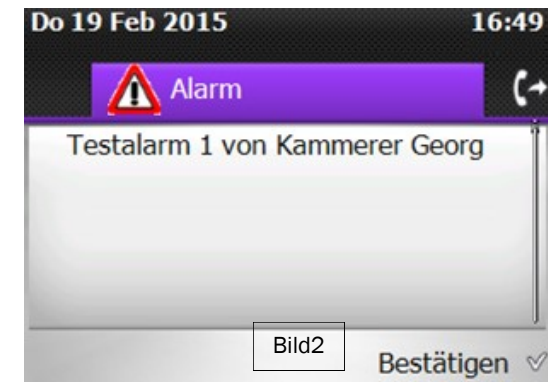 Do 19 Feb 2015 16:49
Alarm
Testalarm 1 von Kammerer Georg
Bild2
Bestätigen